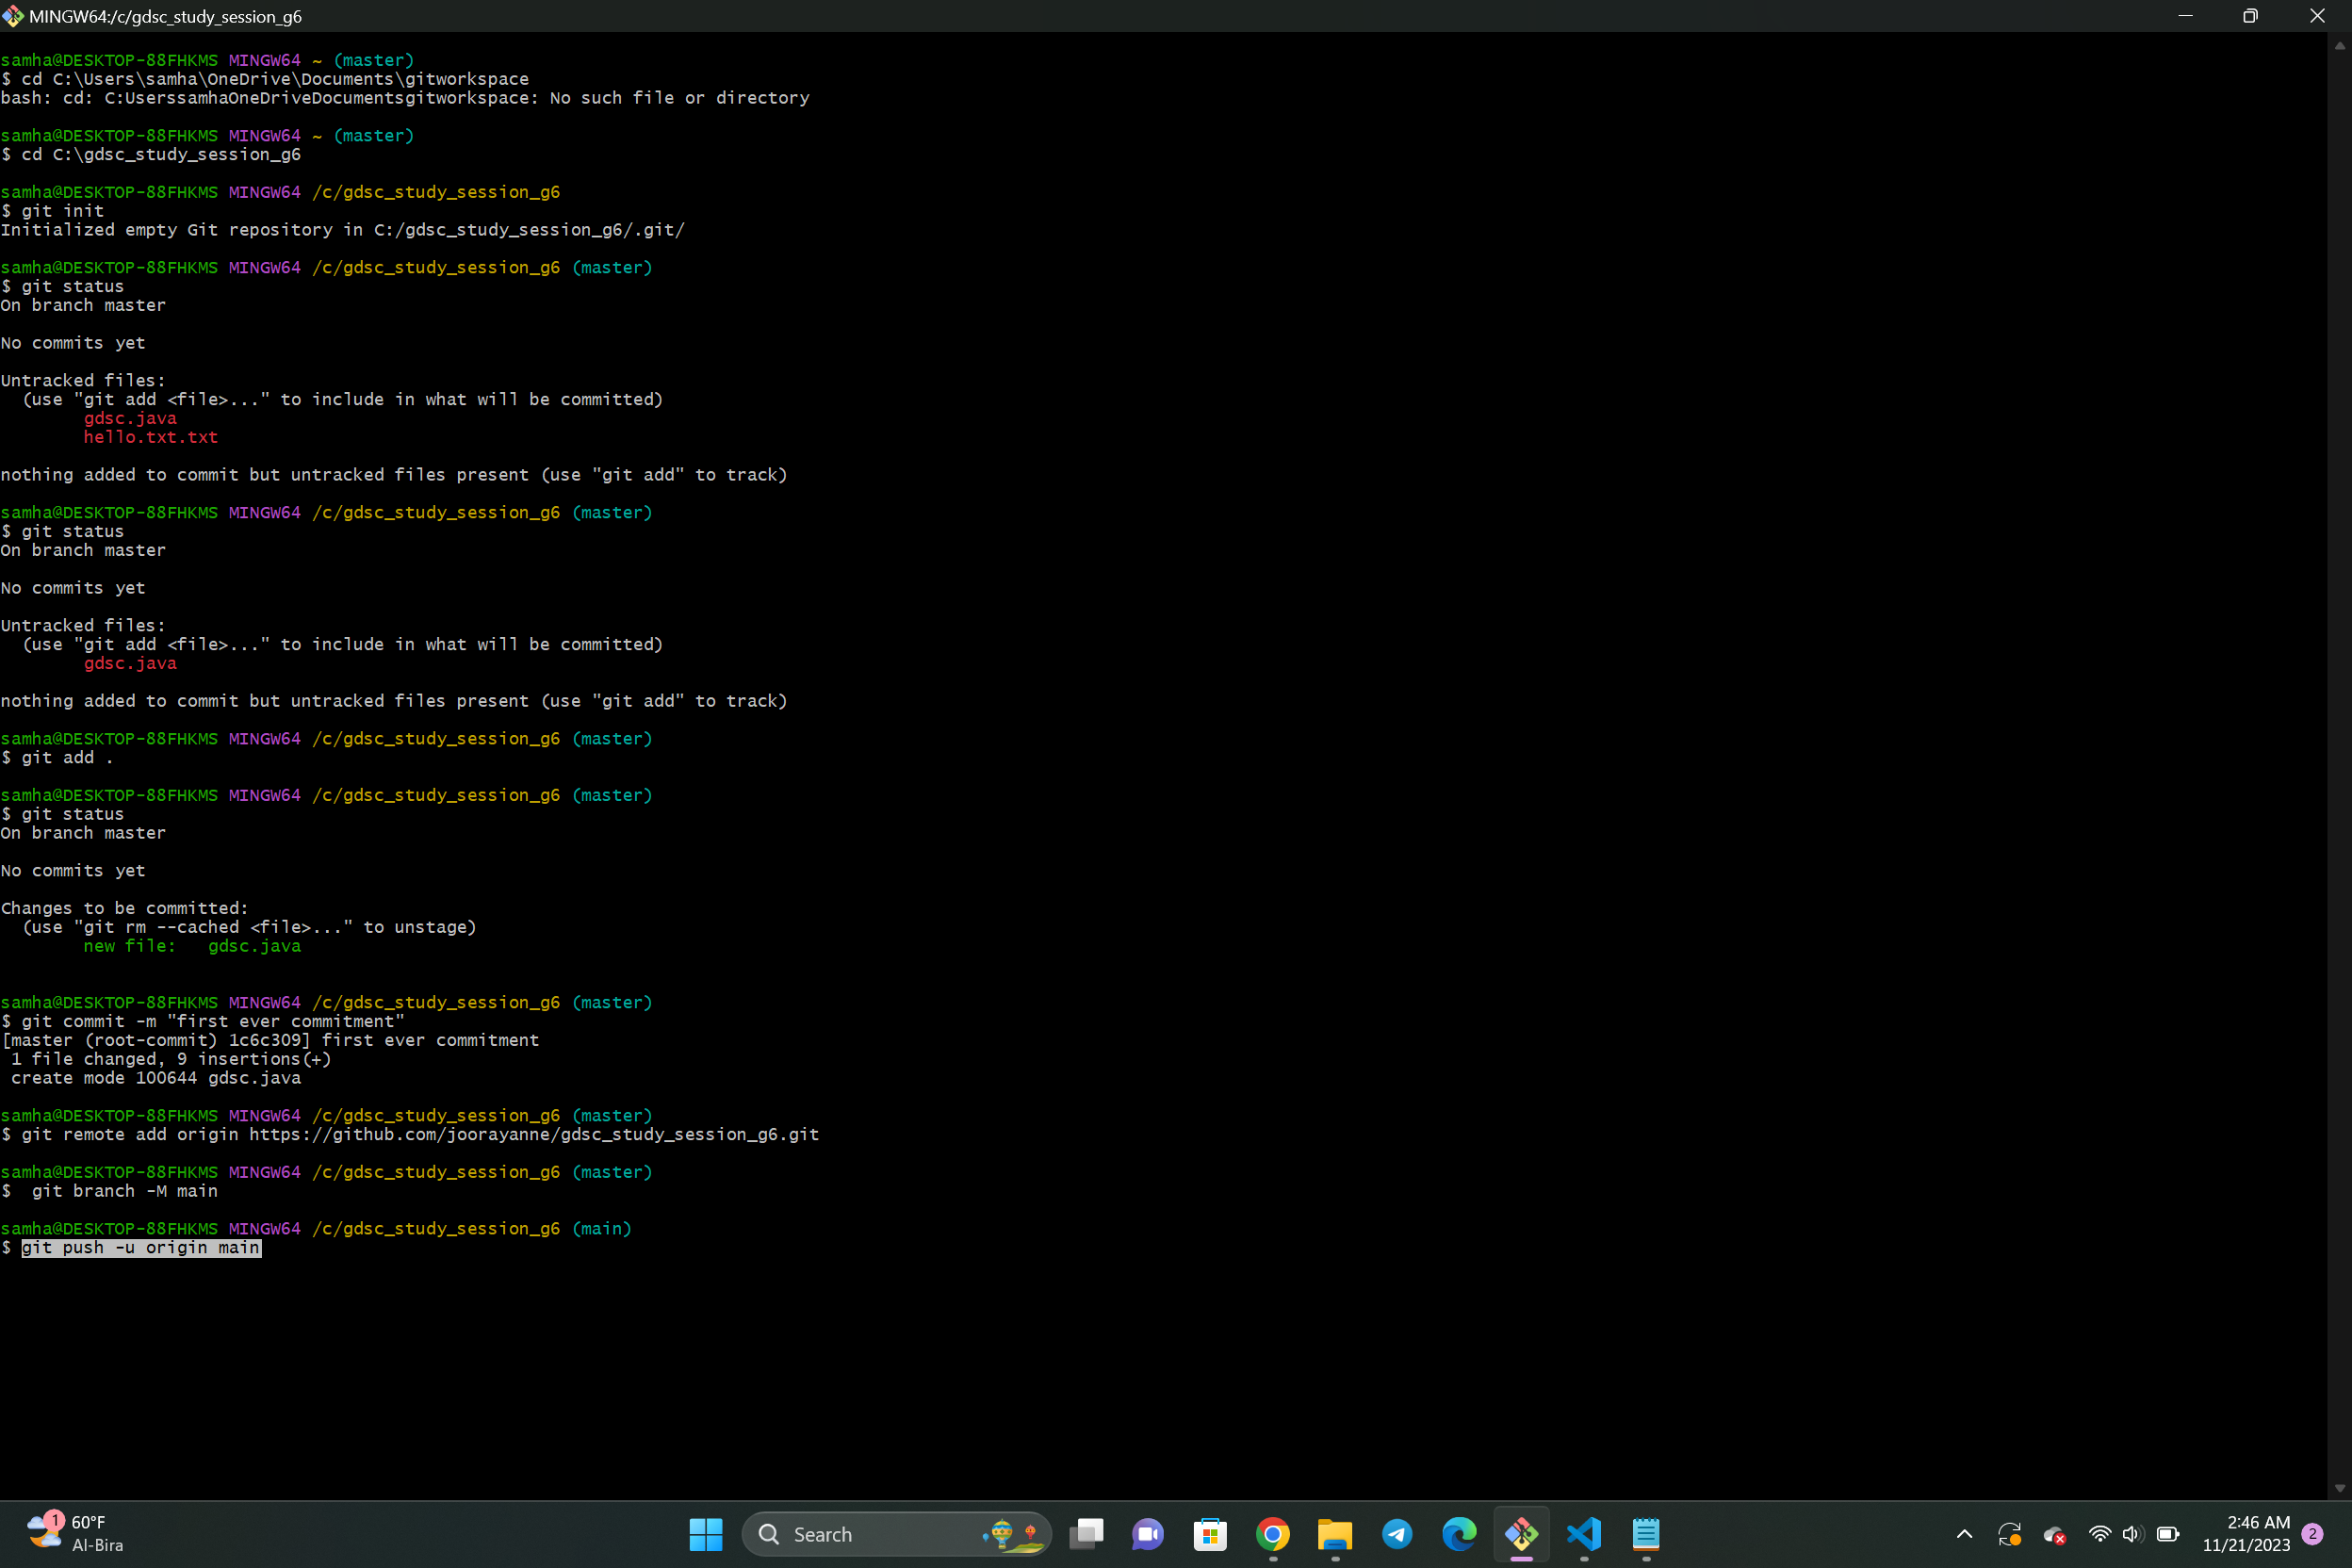 MINGW64:/c/gdsc_study_session_g6
samha@DESKTOP-88FHKMS MINGW64 ~ (master)
$ cd C:\Users\samha\OneDrive\Documents\gitworkspace
bash: cd: C:UserssamhaOneDriveDocumentsgitworkspace: No such file or directory
samha@DESKTOP-88FHKMS MINGW64 ~ (master)
$ cd C:\gdsc_study_session_g6
samha@DESKTOP-88FHKMS MINGW64 /c/gdsc_study_session_g6
$ git init
Initialized empty Git repository in C:/gdsc_study_session_g6/.git/
samha@DESKTOP-88FHKMS MINGW64 /c/gdsc_study_session_g6 (master)
$ git status
On branch master
No commits yet
Untracked files:
  (use "git add <file>..." to include in what will be committed)
        gdsc.java
        hello.txt.txt
nothing added to commit but untracked files present (use "git add" to track)
samha@DESKTOP-88FHKMS MINGW64 /c/gdsc_study_session_g6 (master)
$ git status
On branch master
No commits yet
Untracked files:
  (use "git add <file>..." to include in what will be committed)
        gdsc.java
nothing added to commit but untracked files present (use "git add" to track)
samha@DESKTOP-88FHKMS MINGW64 /c/gdsc_study_session_g6 (master)
$ git add .
samha@DESKTOP-88FHKMS MINGW64 /c/gdsc_study_session_g6 (master)
$ git status
On branch master
No commits yet
Changes to be committed:
  (use "git rm --cached <file>..." to unstage)
        new file:   gdsc.java
samha@DESKTOP-88FHKMS MINGW64 /c/gdsc_study_session_g6 (master)
$ git commit -m "first ever commitment"
[master (root-commit) 1c6c309] first ever commitment
 1 file changed, 9 insertions(+)
 create mode 100644 gdsc.java
samha@DESKTOP-88FHKMS MINGW64 /c/gdsc_study_session_g6 (master)
$ git remote add origin https://github.com/joorayanne/gdsc_study_session_g6.git
samha@DESKTOP-88FHKMS MINGW64 /c/gdsc_study_session_g6 (master)
$  git branch -M main
samha@DESKTOP-88FHKMS MINGW64 /c/gdsc_study_session_g6 (main)
$ git push -u origin main
1
60°F
Al-Bira
Search
2:46 AM
11/21/2023
2